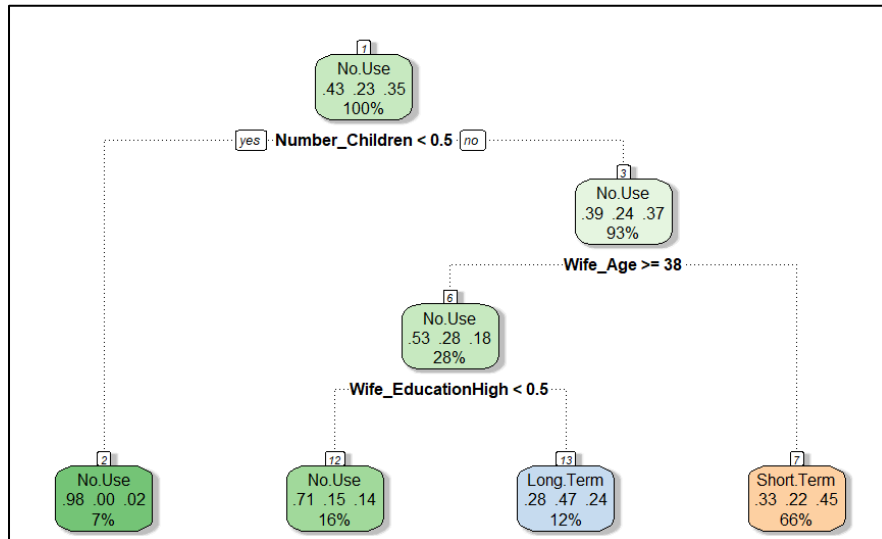 1
No.Use
.43 .23 .35
100%
yes Number_Children < 0.5 no
3
No.Use
.39 .24 .37
93%
Wife_Age >= 38
6
No.Use
.53 .28 .18
28%
Wife_EducationHigh < 0.5
2
No.Use
.98 .00 .02
7%
12
No.Use
.71 .15 .14
16%
13
Long.Term
.28 .47 .24
12%
7
Short.Term
.33 .22 .45
66%